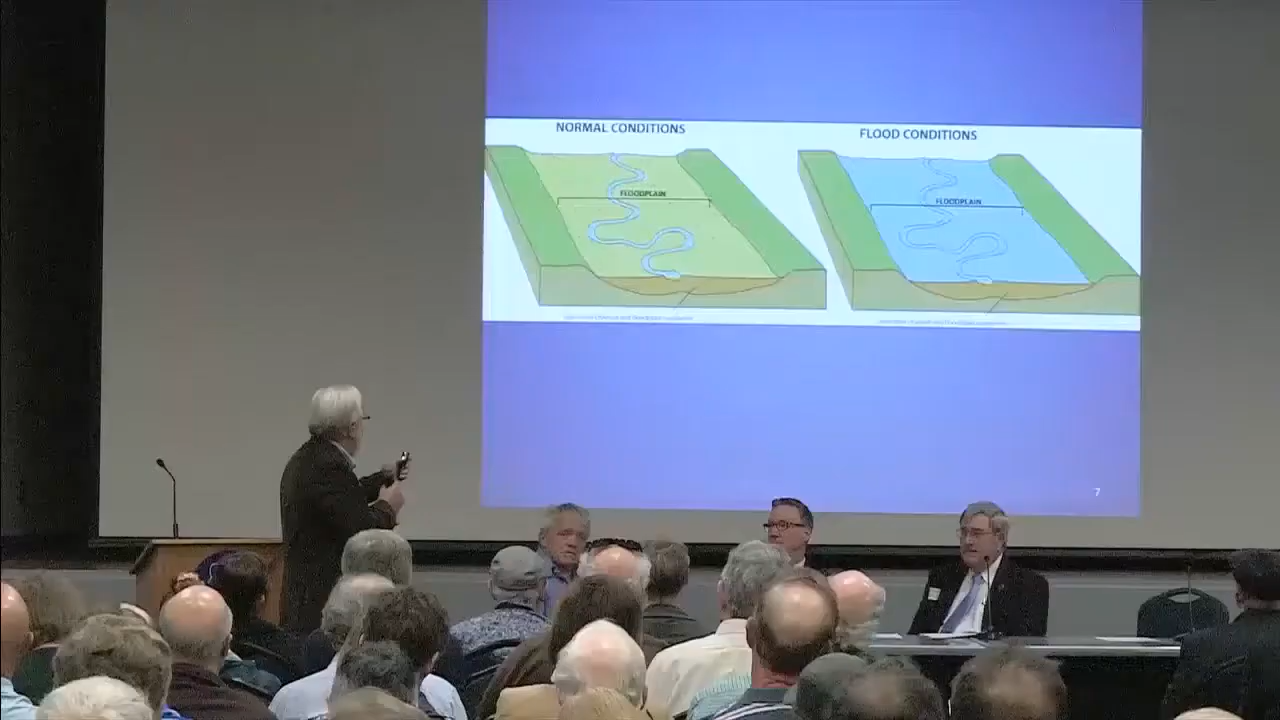 NORMAL CONDITIONS
FLOOD CONDITIONS
FLOODPLAIN
FLOODPLAIN
7